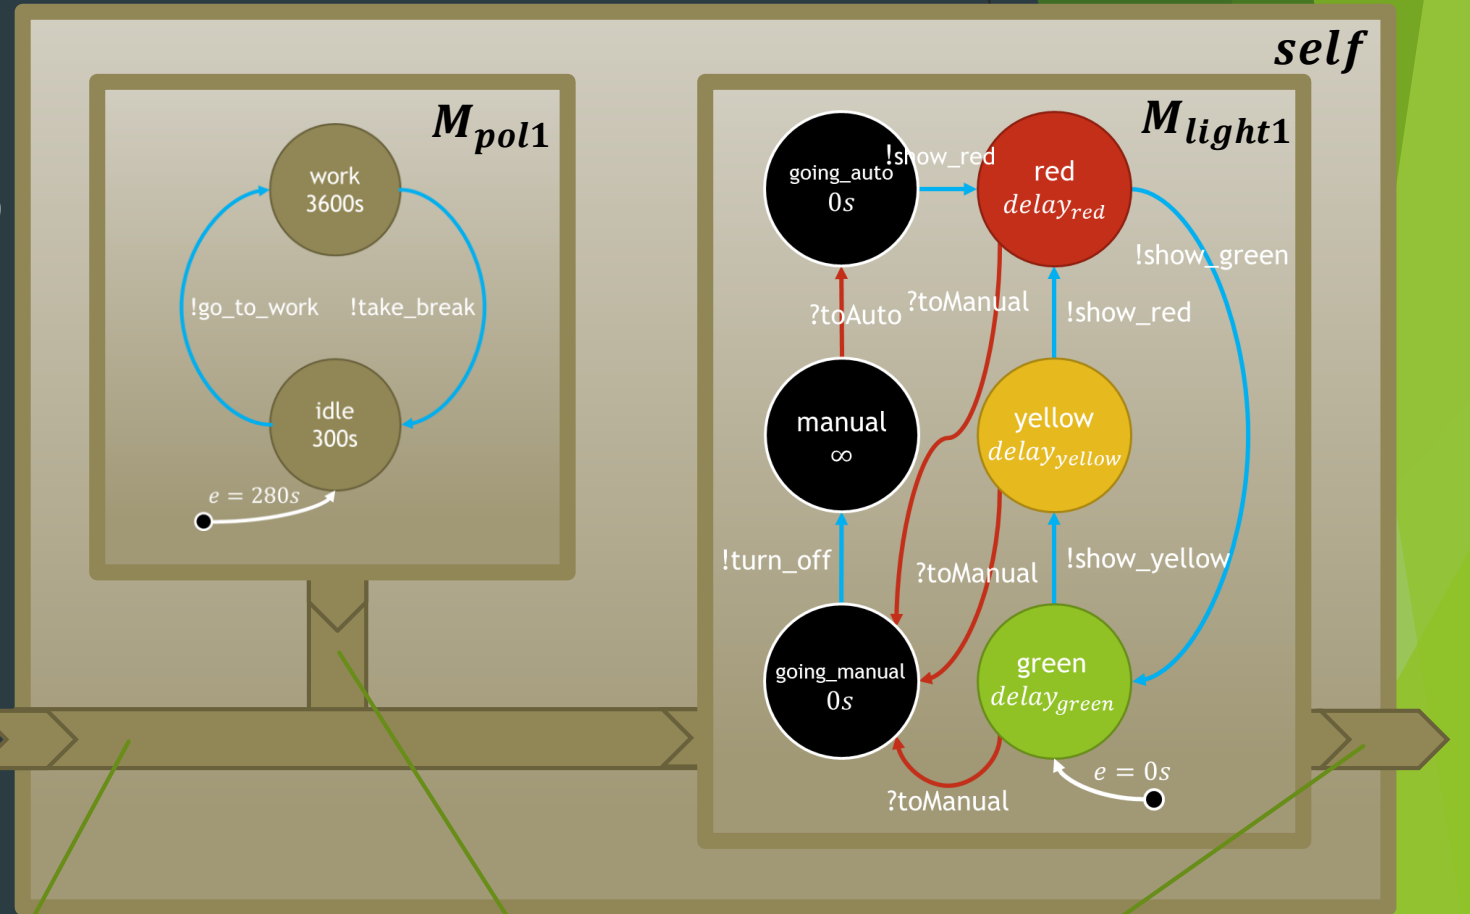 self
M_pol1
work
3600s
!go_to_work
!take_break
idle
300s
e = 280s
M_light1
going_auto
0s
!show_red
red
delay_red
!show_green
?toAuto
?toManual
!show_red
manual
∞
yellow
delay_yellow
!turn_off
?toManual
!show_yellow
going_manual
0s
green
delay_green
e = 0s
?toManual